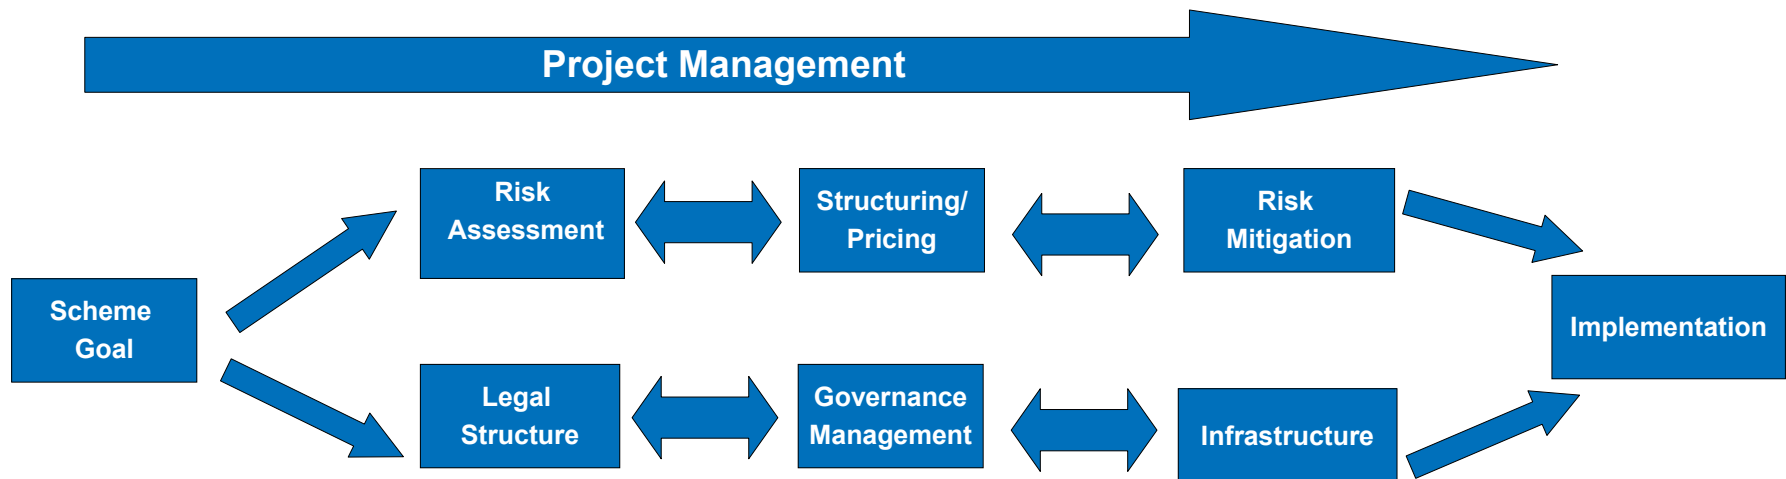 Project Management
Risk
Assessment
Structuring/
Pricing
Risk
Mitigation
Scheme
Goal
Implementation
Legal
Structure
Governance
Management
Infrastructure